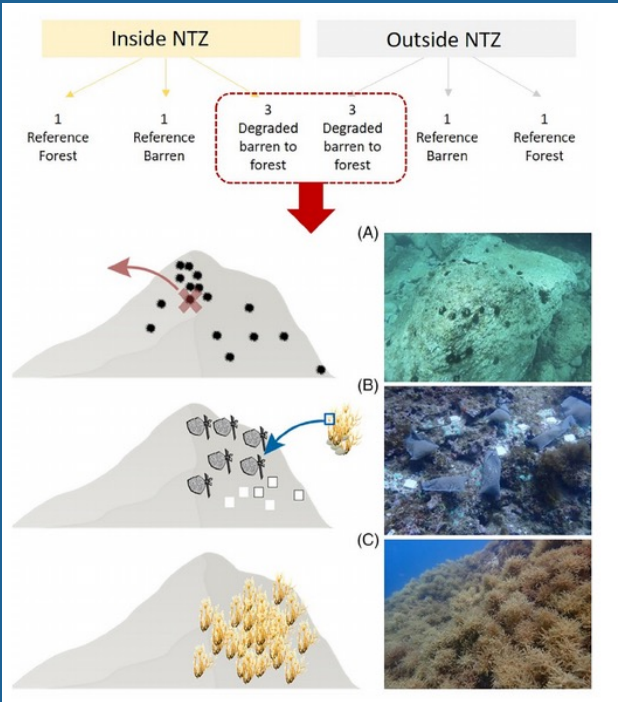 Inside NTZ
Outside NTZ
1
Reference
Forest
1
Reference
Barren
3
Degraded
barren to
forest
3
Degraded
barren to
forest
1
Reference
Barren
1
Reference
Forest
(A)
(B)
(C)